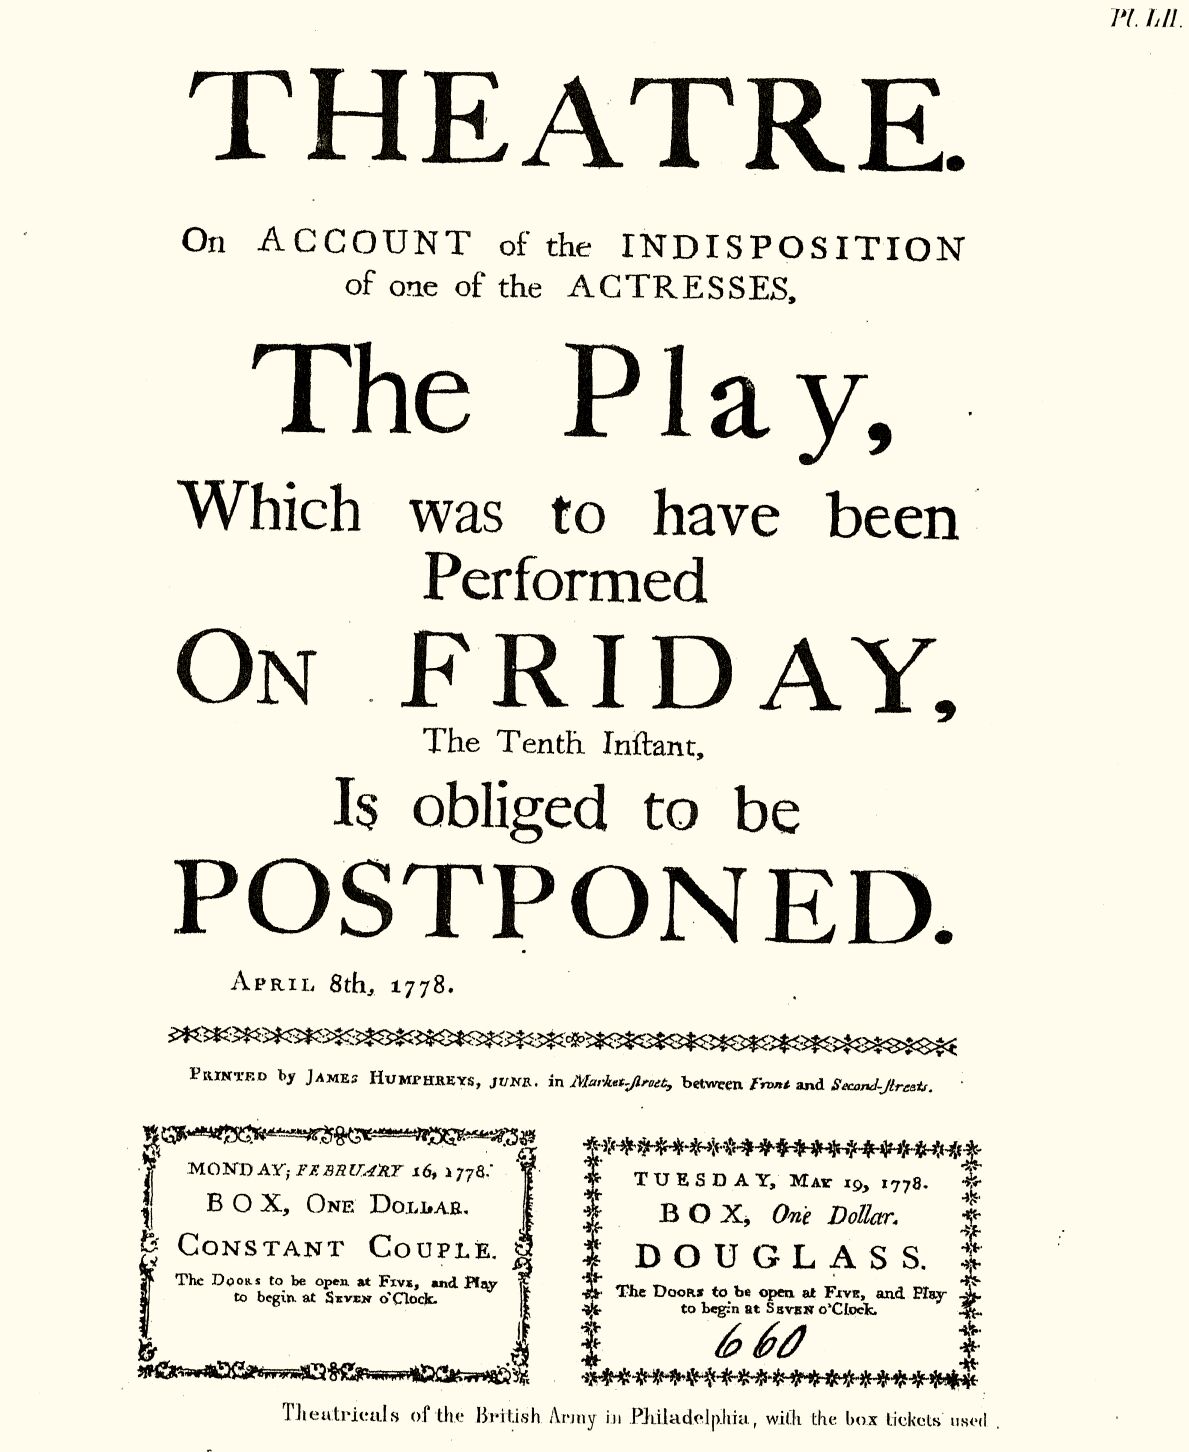 Pl. LII.
THEATRE.
On ACCOUNT of the INDISPOSITION
of one of the ACTRESSES,
The Play,
Which was to have been
Performed
ON FRIDAY,
The Tenth Inſtant,
Is obliged to be
POSTPONED.
APRIL 8th, 1778.
PRINTED by JAMES HUMPHREYS, JUNR. in Market-ſtreet, between Front and Second-ſtreets.
MONDAY, FEBRUARY 16, 1778.
BOX, ONE DOLLAR.
CONSTANT COUPLE.
The DOORS to be open at FIVE, and Play
to begin at SEVEN o'Clock.
TUESDAY, MAY 19, 1778.
BOX, One Dollar.
DOUGLASS.
The DOORS to be open at FIVE, and Play
to begin at SEVEN o'Clock.
660
Theatricals of the British Army in Philadelphia, with the box tickets used.